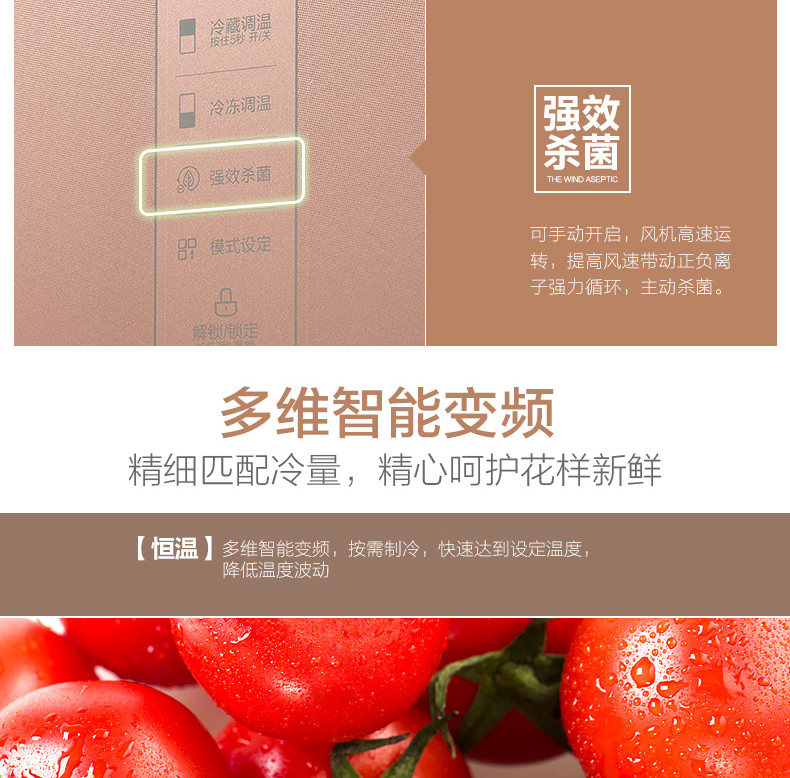 冷藏调温
按住5秒 开/关
冷冻调温
强效杀菌
模式设定
解锁/锁定
强效
杀菌
THE WIND ASEPTIC
可手动开启，风机高速运
转，提高风速带动正负离
子强力循环，主动杀菌。
多维智能变频
精细匹配冷量，精心呵护花样新鲜
【恒温】多维智能变频，按需制冷，快速达到设定温度，
降低温度波动